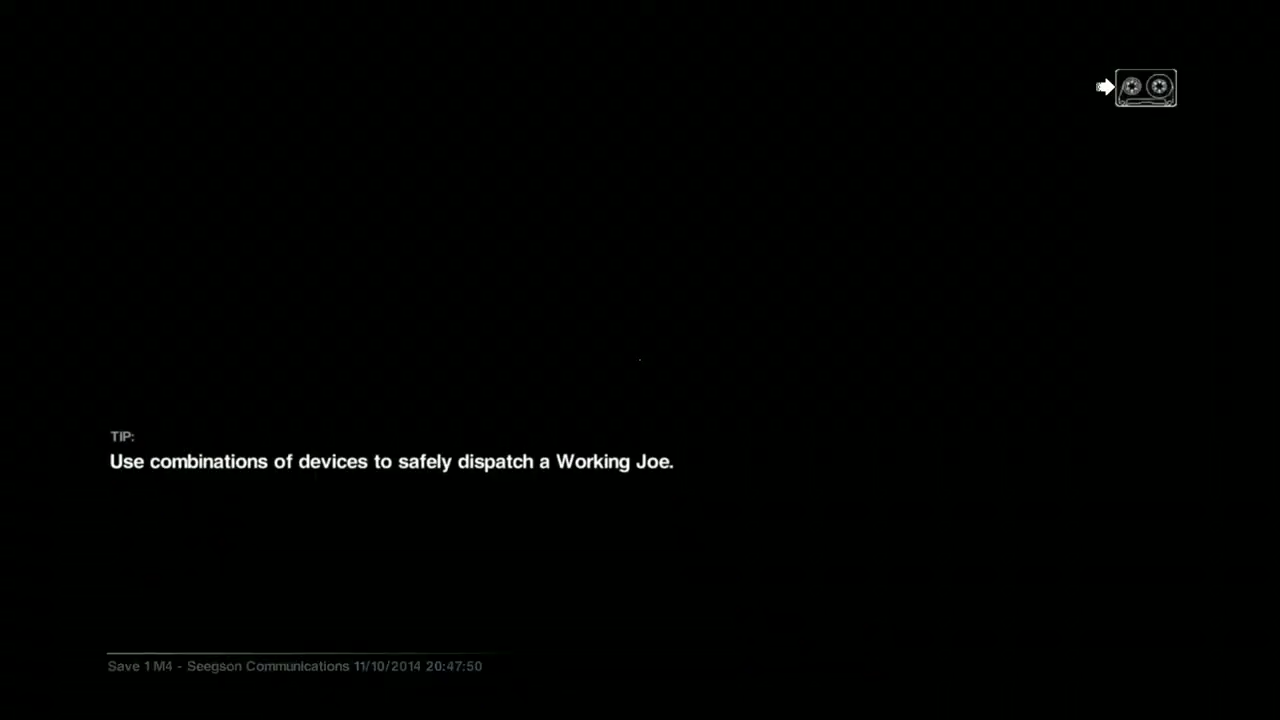 TIP:
Use combinations of devices to safely dispatch a Working Joe.
Save 1 M4 - Seegson Communications 11/10/2014 20:47:50